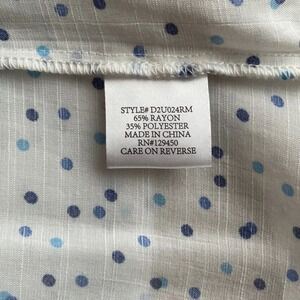 STYLE# D2U024RM
65% RAYON
35% POLYESTER
MADE IN CHINA
RN#129450
CARE ON REVERSE